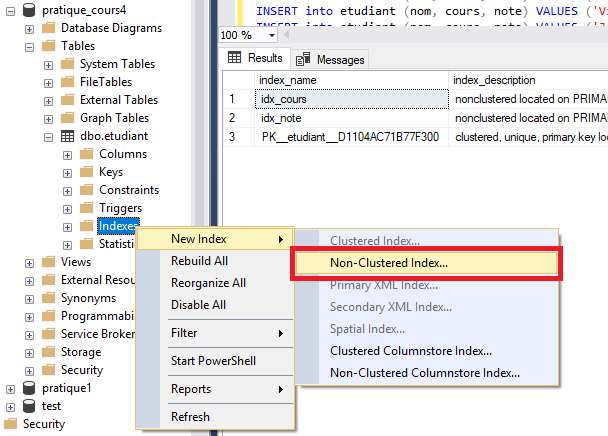 pratique_cours4
Database Diagrams
Tables
System Tables
FileTables
External Tables
Graph Tables
dbo.etudiant
Columns
Keys
Constraints
Triggers
Indexes
Statisti
Views
External Resou
Synonyms
Programmabi
Service Broker
Storage
Security
pratique1
test
Security
INSERT into etudiant (nom, cours, note) VALUES ('Vi
INSERT into etudiant (nom, cours, note) VALUES
100 %
Results
Messages
index_name index_description
1 idx_cours nonclustered located on PRIMA
2 idx_note nonclustered located on PRIMA
3 PK__etudiant__D1104AC71B77F300 clustered, unique, primary key loc
New Index
Rebuild All
Reorganize All
Disable All
Filter
Start PowerShell
Reports
Refresh
Clustered Index...
Non-Clustered Index...
Primary XML Index...
Secondary XML Index...
Spatial Index...
Clustered Columnstore Index...
Non-Clustered Columnstore Index...